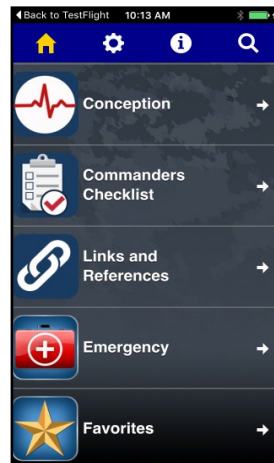 Back to TestFlight 10:13 AM
Conception
Commanders
Checklist
Links and
References
Emergency
Favorites